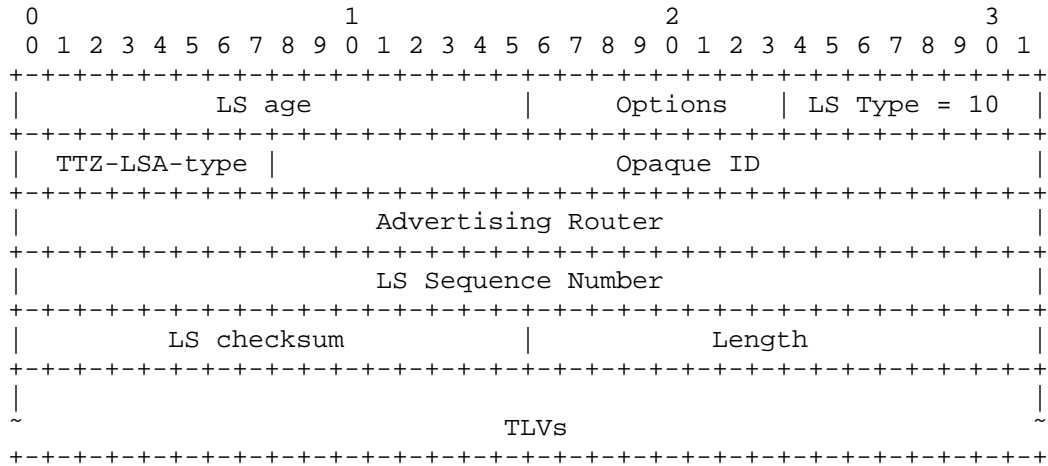 0                   1                   2                   3
 0 1 2 3 4 5 6 7 8 9 0 1 2 3 4 5 6 7 8 9 0 1 2 3 4 5 6 7 8 9 0 1
+-+-+-+-+-+-+-+-+-+-+-+-+-+-+-+-+-+-+-+-+-+-+-+-+-+-+-+-+-+-+-+-+
|            LS age             |     Options   | LS Type = 10  |
+-+-+-+-+-+-+-+-+-+-+-+-+-+-+-+-+-+-+-+-+-+-+-+-+-+-+-+-+-+-+-+-+
|  TTZ-LSA-type |                     Opaque ID                 |
+-+-+-+-+-+-+-+-+-+-+-+-+-+-+-+-+-+-+-+-+-+-+-+-+-+-+-+-+-+-+-+-+
|                      Advertising Router                       |
+-+-+-+-+-+-+-+-+-+-+-+-+-+-+-+-+-+-+-+-+-+-+-+-+-+-+-+-+-+-+-+-+
|                      LS Sequence Number                       |
+-+-+-+-+-+-+-+-+-+-+-+-+-+-+-+-+-+-+-+-+-+-+-+-+-+-+-+-+-+-+-+-+
|         LS checksum           |           Length              |
+-+-+-+-+-+-+-+-+-+-+-+-+-+-+-+-+-+-+-+-+-+-+-+-+-+-+-+-+-+-+-+-+
|                                                               |
~                              TLVs                             ~
+-+-+-+-+-+-+-+-+-+-+-+-+-+-+-+-+-+-+-+-+-+-+-+-+-+-+-+-+-+-+-+-+